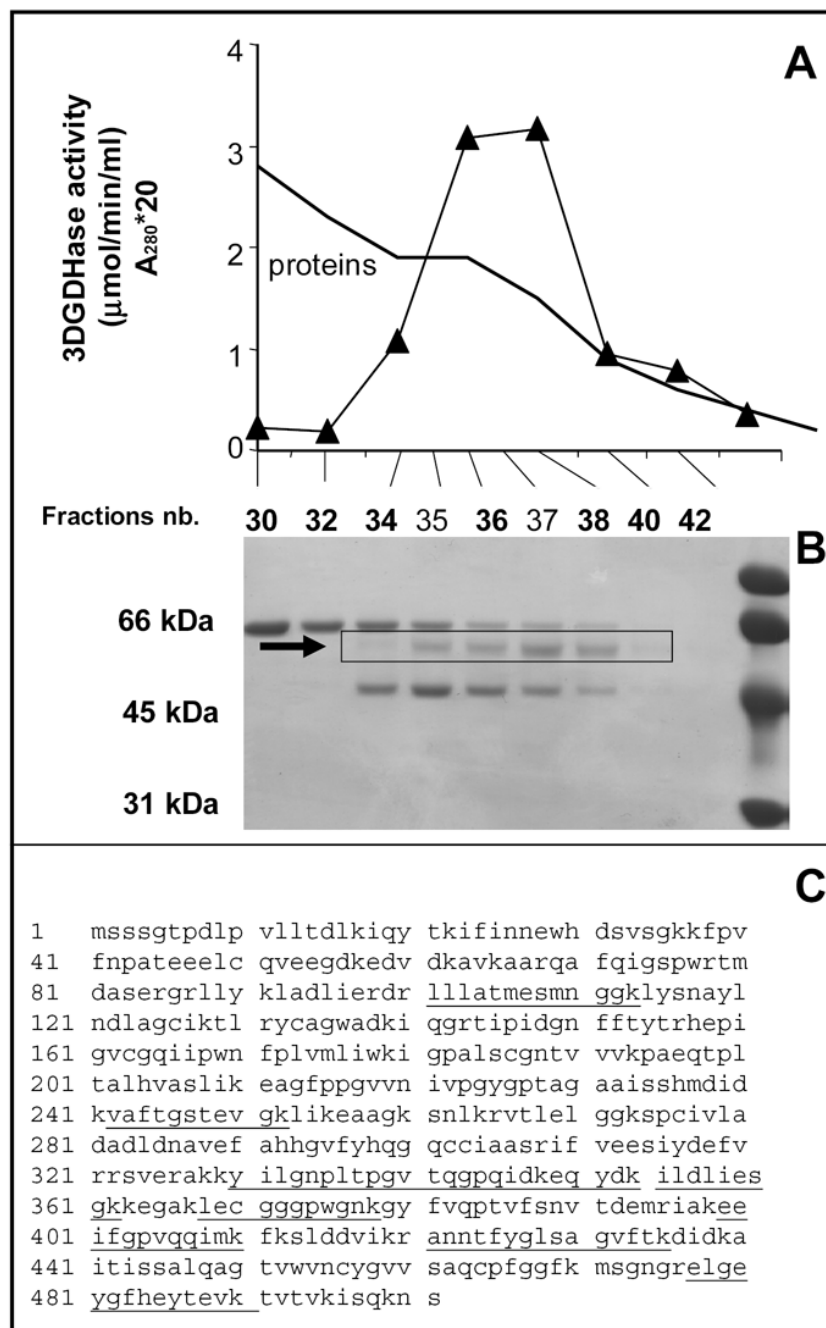 A
4
3
2
1
0
3DGDHase activity
(µmol/min/ml)
A280*20
proteins
Fractions nb. 30 32 34 35 36 37 38 40 42
B
66 kDa
45 kDa
31 kDa
C
1 msssgtpdlp vlltdlkiqy tkifinnewh dsvsgkkfpv
41 fnpateeelc qveegdkedv dkavkaarqa fqigspwrtm
81 dasergrlly kladlierdr lllatmesmn ggklysnayl
121 ndlagciktl rycagwadki qgrtipidgn fftytrhepi
161 gvcgqiipwn fplvmliwki gpalscgntv vvkpaeqtpl
201 talhvaslik eagfppgvvn ivpgygptag aaisshmdid
241 kvaftgstev gklikeaagk snlkrvtlel ggkspcivla
281 dadldnavef ahhgvfyhqg qcciaasrif veesiydefv
321 rrsverakky ilgnpltpgv tqgpqidkeq ydk ildlies
361 gkkegaklec gggpwgnkgy fvqptvfsnv tdemriakee
401 ifgpvqqimk fkslddvikr anntfyglsa gvftkdidka
441 itissalqag tvwvncygvv saqcpfggfk msgngrelge
481 ygfheytevk tvtvkisqkn s